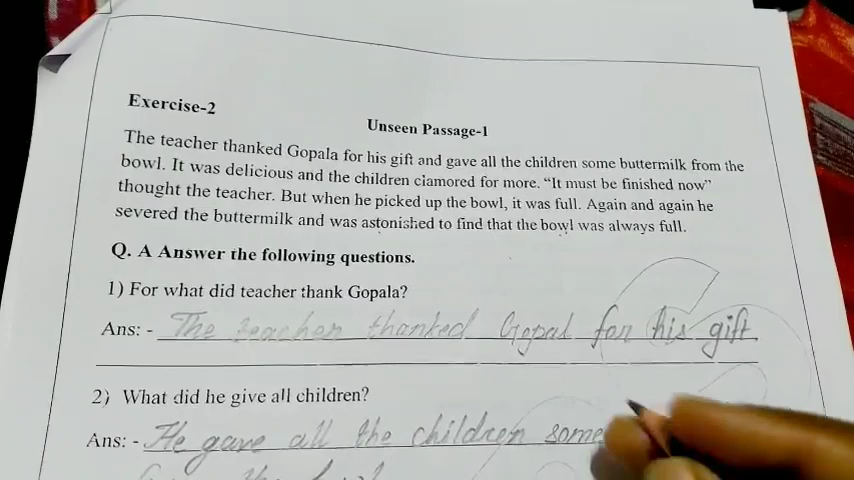 Exercise-2
Unseen Passage-1
The teacher thanked Gopala for his gift and gave all the children some buttermilk from the
bowl. It was delicious and the children clamored for more. “It must be finished now”
thought the teacher. But when he picked up the bowl, it was full. Again and again he
severed the buttermilk and was astonished to find that the bowl was always full.
Q. A Answer the following questions.
1) For what did teacher thank Gopala?
Ans: - The teacher thanked Gopal for his gift.
2) What did he give all children?
Ans: - He gave all the children some
the bowl